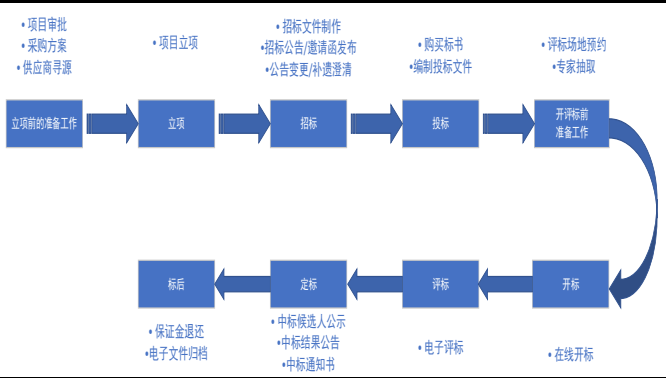 • 项目审批
• 采购方案
• 供应商寻源
• 项目立项
• 招标文件制作
•招标公告/邀请函发布
•公告变更/补遗澄清
• 购买标书
•编制投标文件
• 评标场地预约
•专家抽取
立项前的准备工作
立项
招标
投标
开评标前
准备工作
标后
定标
评标
开标
• 保证金退还
•电子文件归档
• 中标候选人公示
•中标结果公告
•中标通知书
• 电子评标
• 在线开标